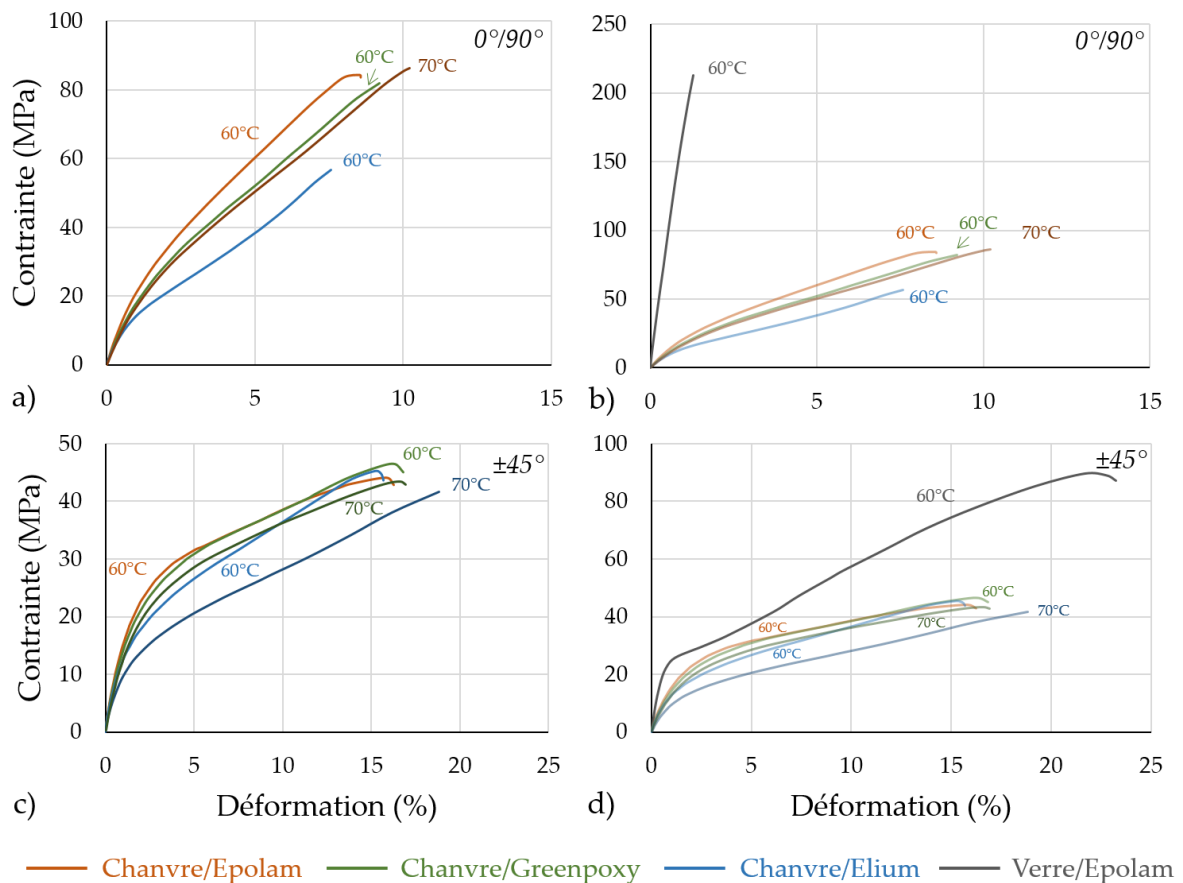 Contrainte (MPa)
100
80
60
40
20
0
0°/90°
60°C
70°C
60°C
60°C
a)
0
5
10
15
250
200
150
100
50
0
0°/90°
60°C
60°C
60°C
70°C
60°C
b)
0
5
10
15
Contrainte (MPa)
50
40
30
20
10
0
±45°
60°C
70°C
70°C
60°C
60°C
0
5
10
15
20
25
c)
Déformation (%)
100
80
60
40
20
0
±45°
60°C
60°C
70°C
60°C
70°C
60°C
0
5
10
15
20
25
d)
Déformation (%)
Chanvre/Epolam
Chanvre/Greenpoxy
Chanvre/Elium
Verre/Epolam